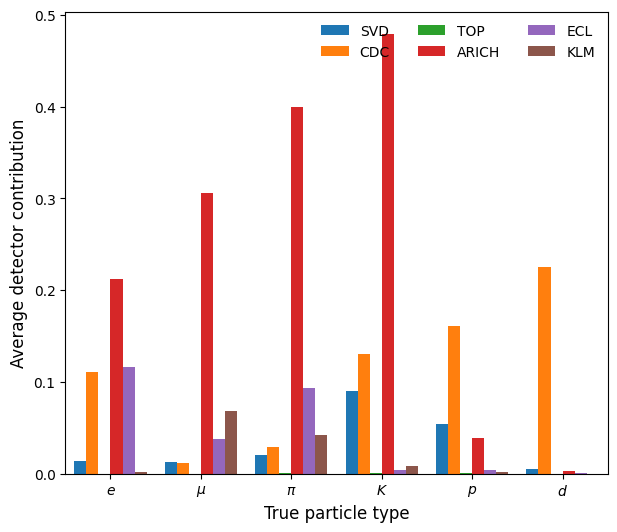 SVD TOP ECL
CDC ARICH KLM
0.5
0.4
0.3
0.2
0.1
0.0
Average detector contribution
e μ π K p d
True particle type